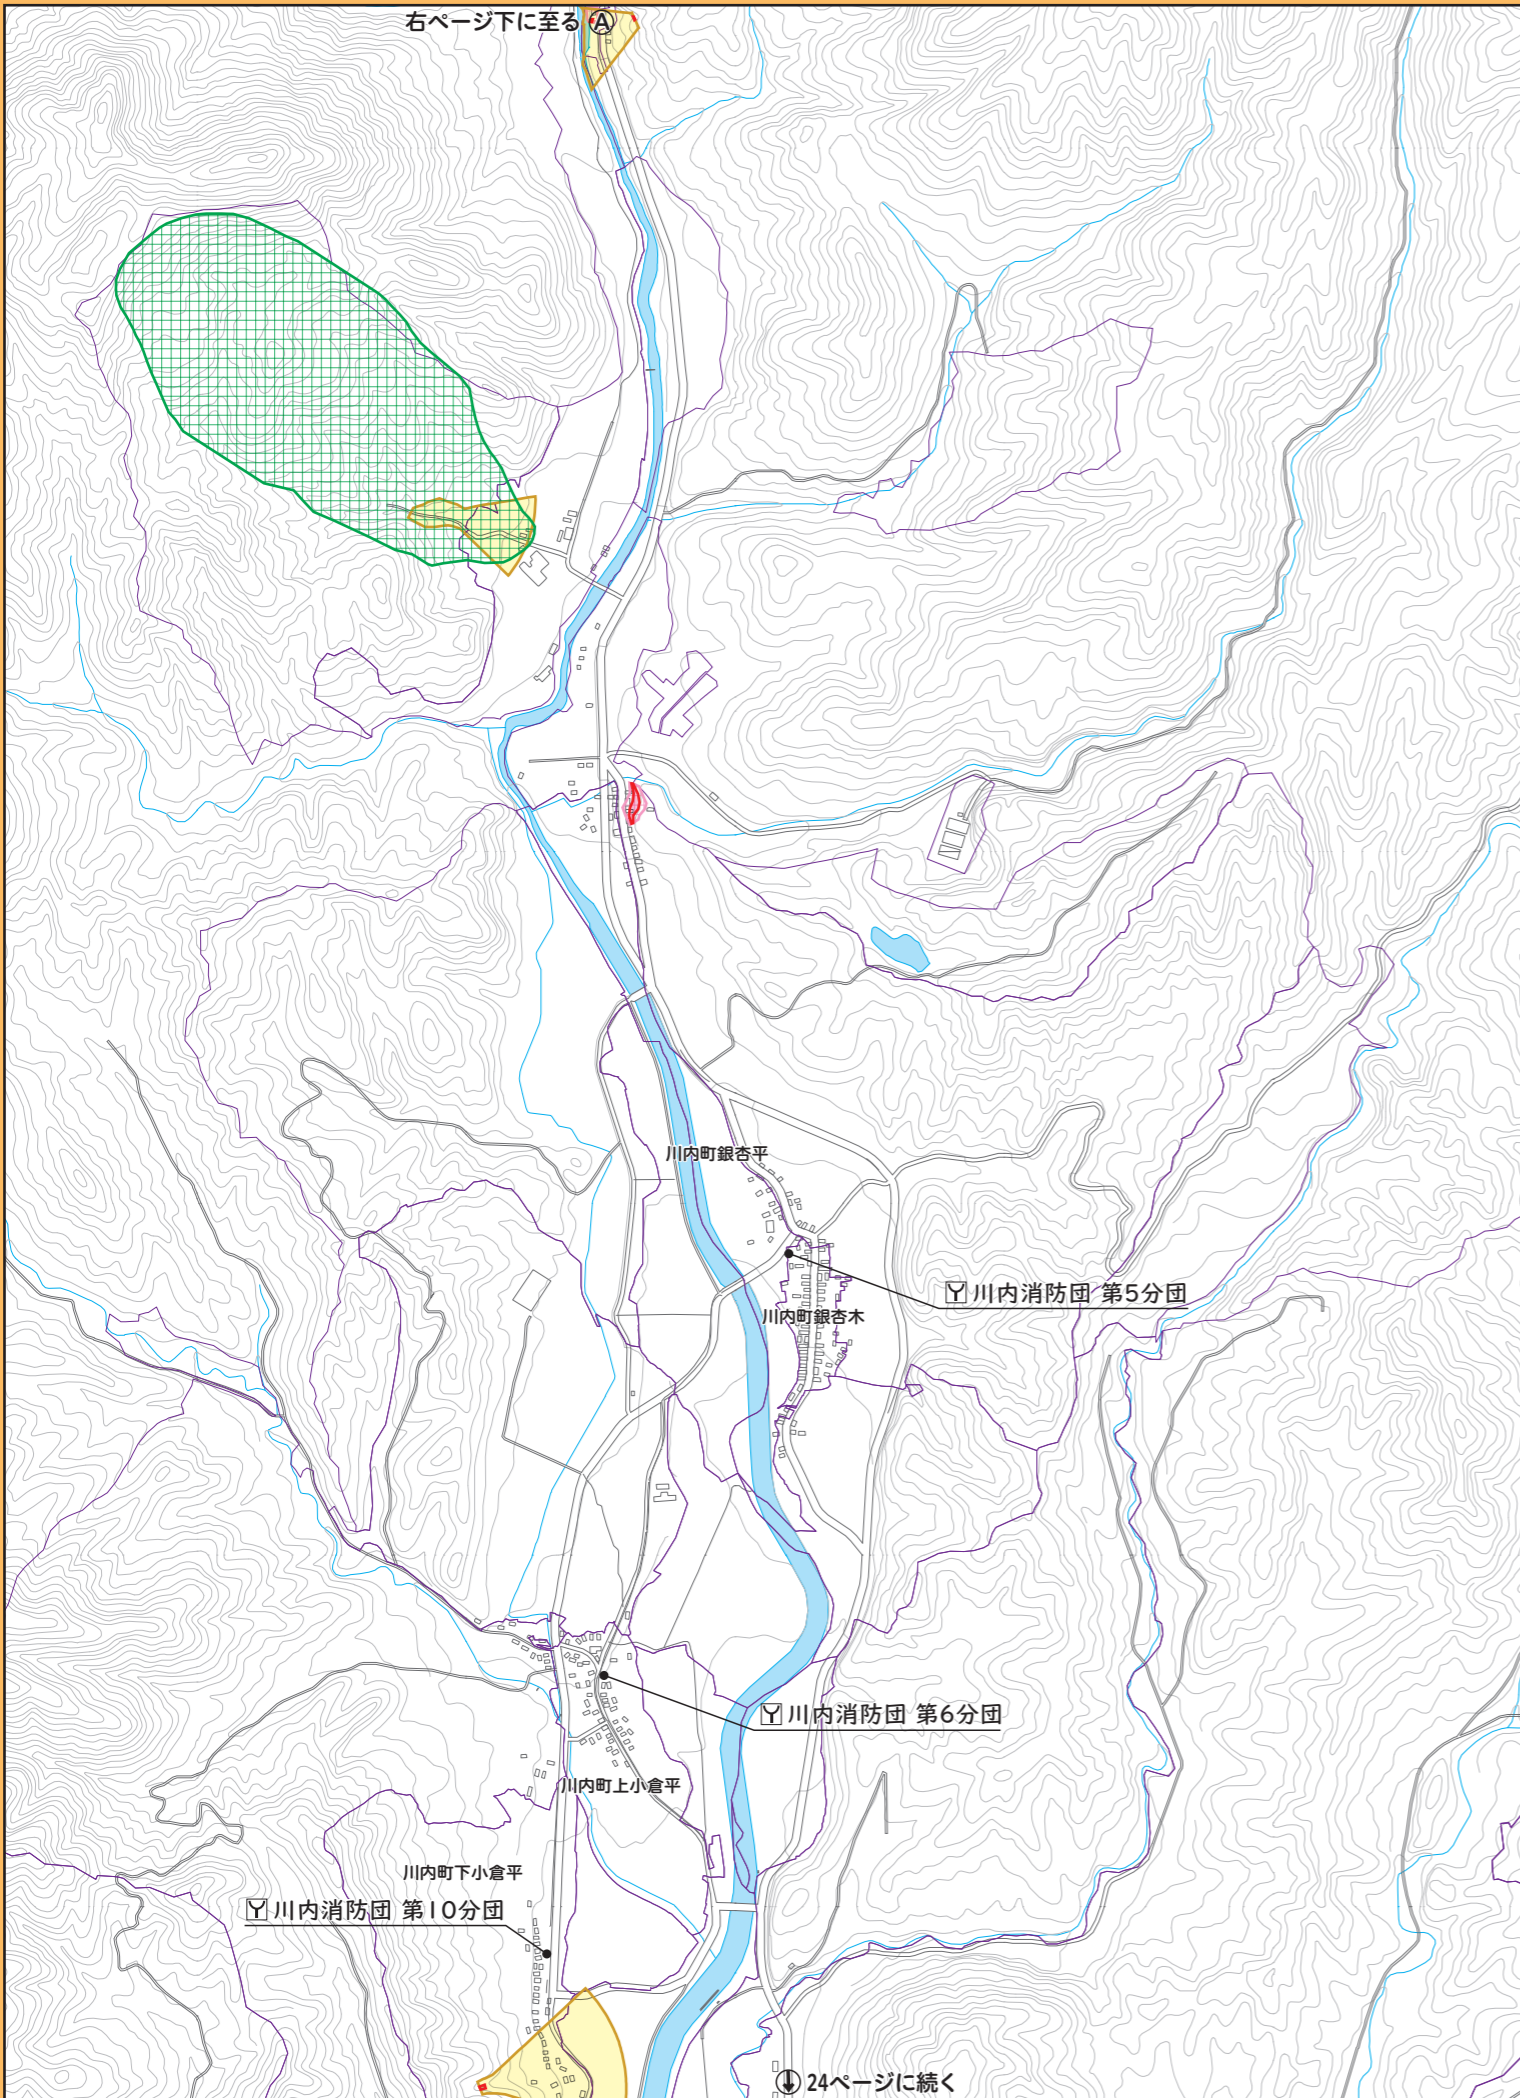 右ページ下に至る Ⓐ
川内町銀杏平
川内消防団 第5分団
川内町銀杏木
川内消防団 第6分団
川内町上小倉平
川内町下小倉平
川内消防団 第10分団
24ページに続く